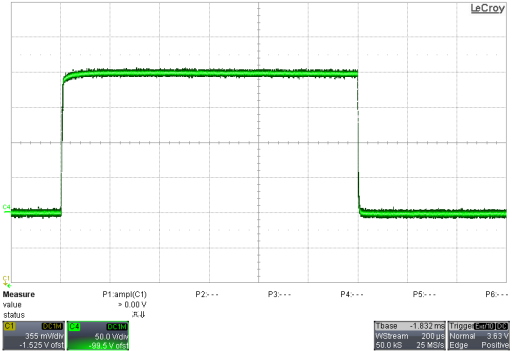 LeCroy
C4
C1
Measure P1:ampl(C1) P2:--- P3:--- P4:--- P5:--- P6:---
value > 0.00 V
status
C1 DC1M
C4 DC1M
Tbase -1.832 ms
Trigger Ext10 DC
355 mV/div
50.0 V/div
WStream 200 µs
Normal 3.63 V
-1.525 V ofst
-99.5 V ofst
50.0 kS 25 MS/s
Edge Positive